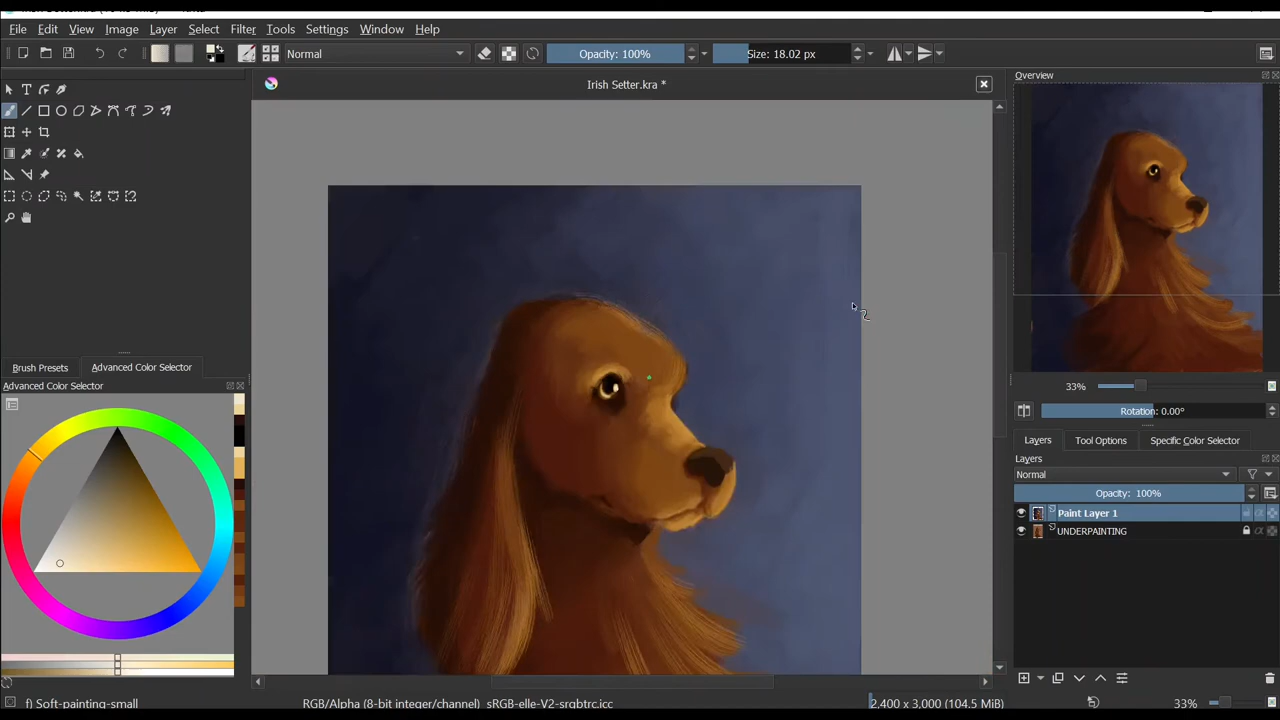 File Edit View Image Layer Select Filter Tools Settings Window Help
Normal Opacity: 100% Size: 18.02 px
Irish Setter.kra *
Overview
Brush Presets Advanced Color Selector
Advanced Color Selector
33%
Rotation: 0.00°
Layers Tool Options Specific Color Selector
Layers
Normal
Opacity: 100%
Paint Layer 1
UNDERPAINTING
f) Soft-painting-small RGB/Alpha (8-bit integer/channel) sRGB-elle-V2-srgbtrc.icc 2,400 x 3,000 (104.5 MiB) 33%